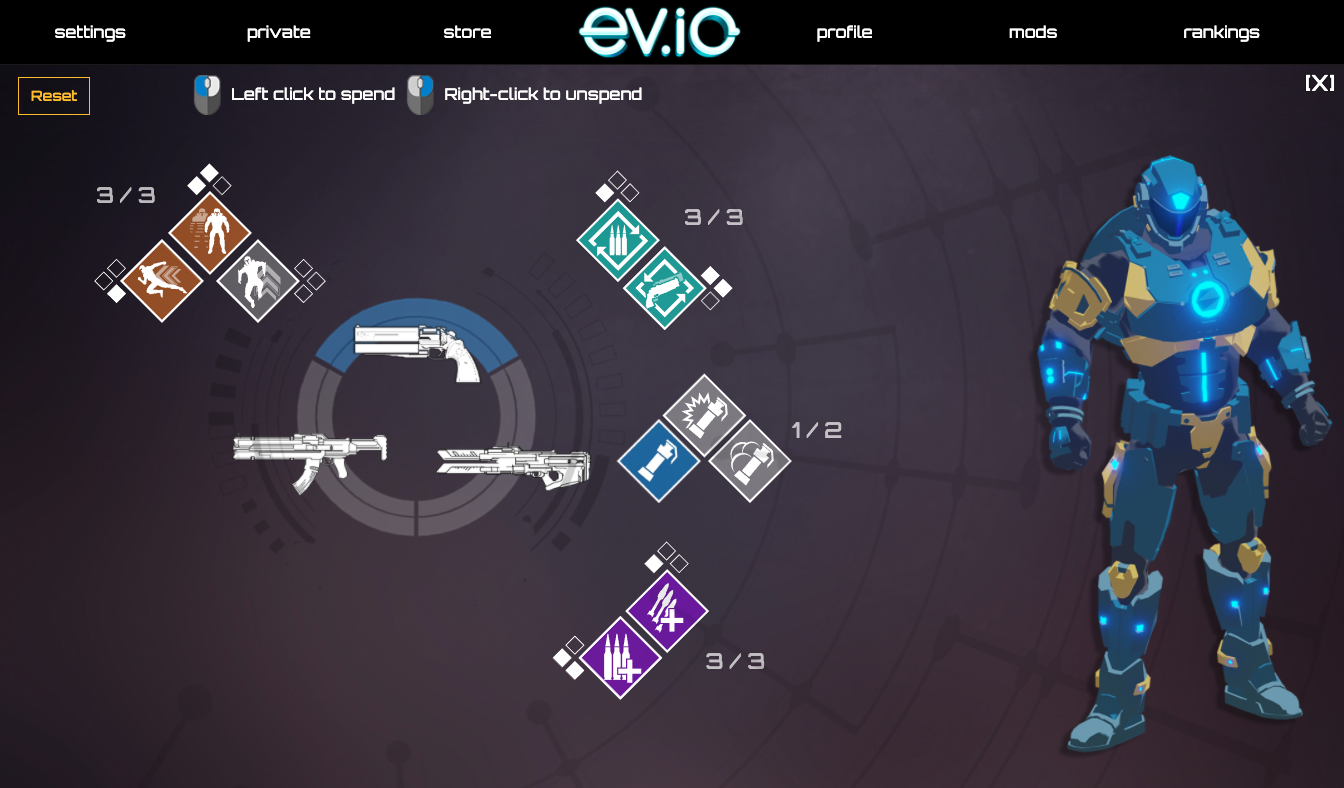 settings private store ev.io profile mods rankings
Reset Left click to spend Right-click to unspend [X]
3/3
3/3
1/2
3/3